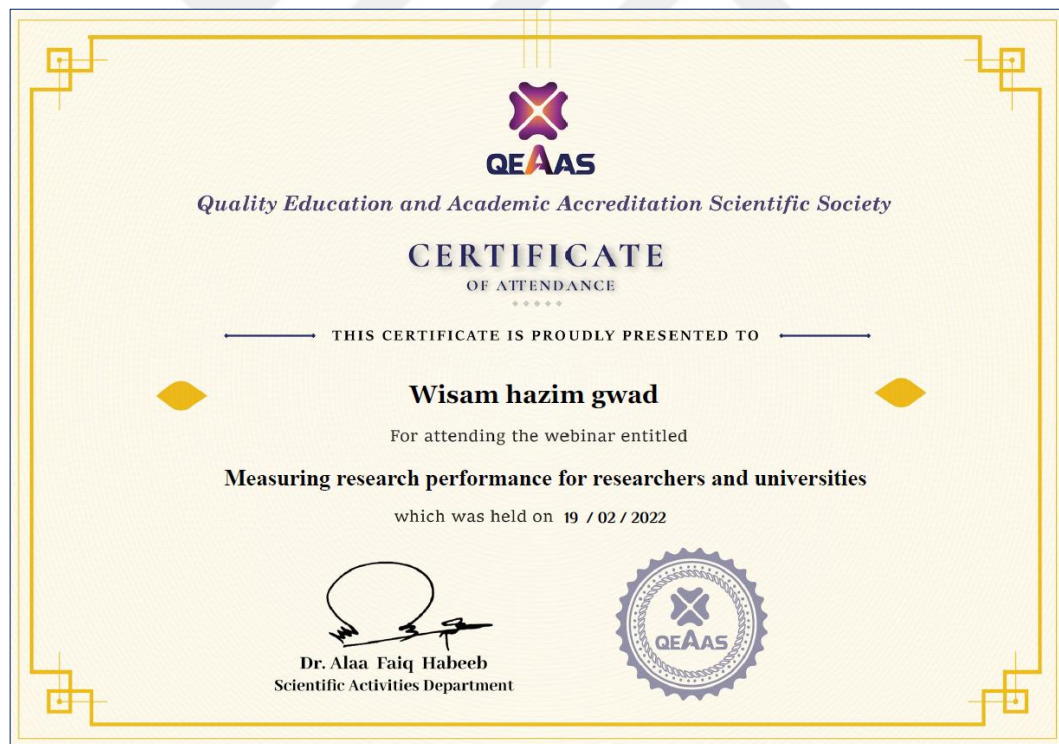 QEAAS
Quality Education and Academic Accreditation Scientific Society
CERTIFICATE
OF ATTENDANCE
THIS CERTIFICATE IS PROUDLY PRESENTED TO
Wisam hazim gwad
For attending the webinar entitled
Measuring research performance for researchers and universities
which was held on 19 / 02 / 2022
QEAAS
Dr. Alaa Faiq Habeeb
Scientific Activities Department